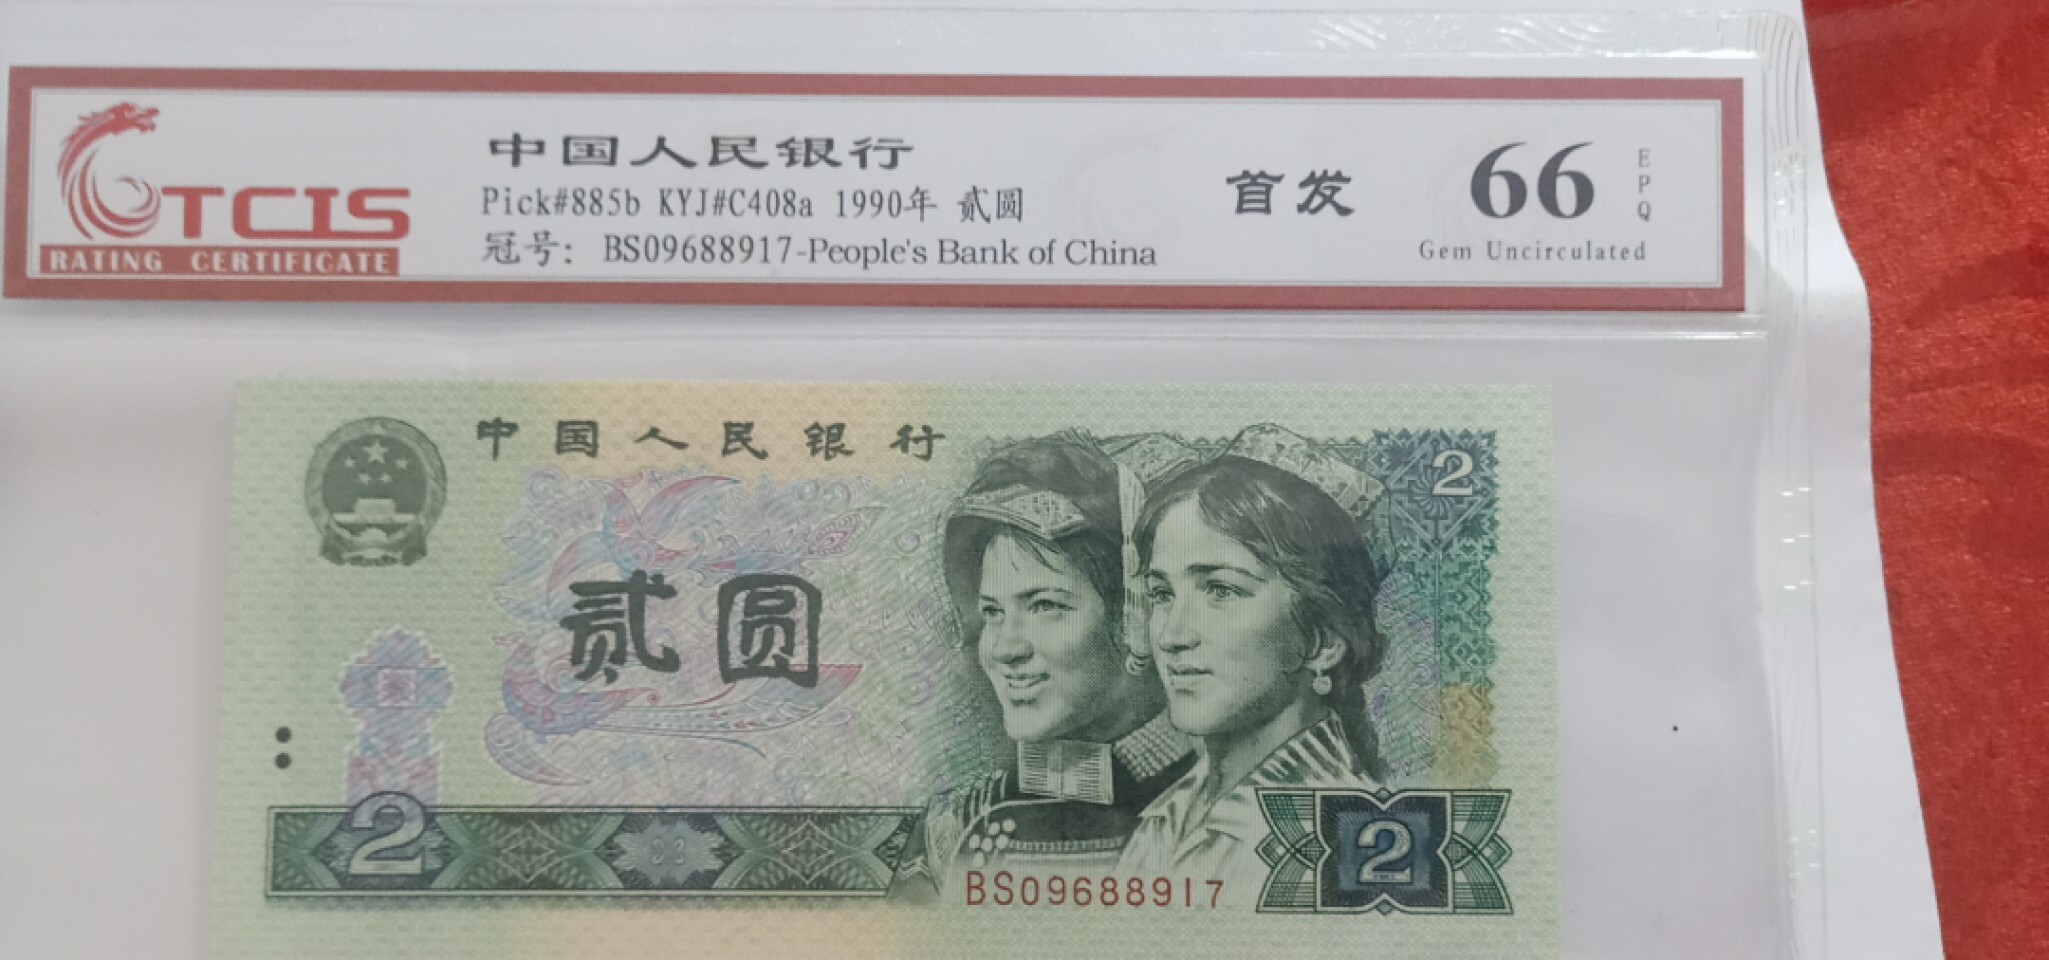 TCIS
RATING CERTIFICATE
中国人民银行
Pick#885b KYJ#C408a 1990年 贰圆
冠号: BS09688917-People's Bank of China
首发
66
EPQ
Gem Uncirculated
中国人民银行
2
贰圆
2
BS09688917
2